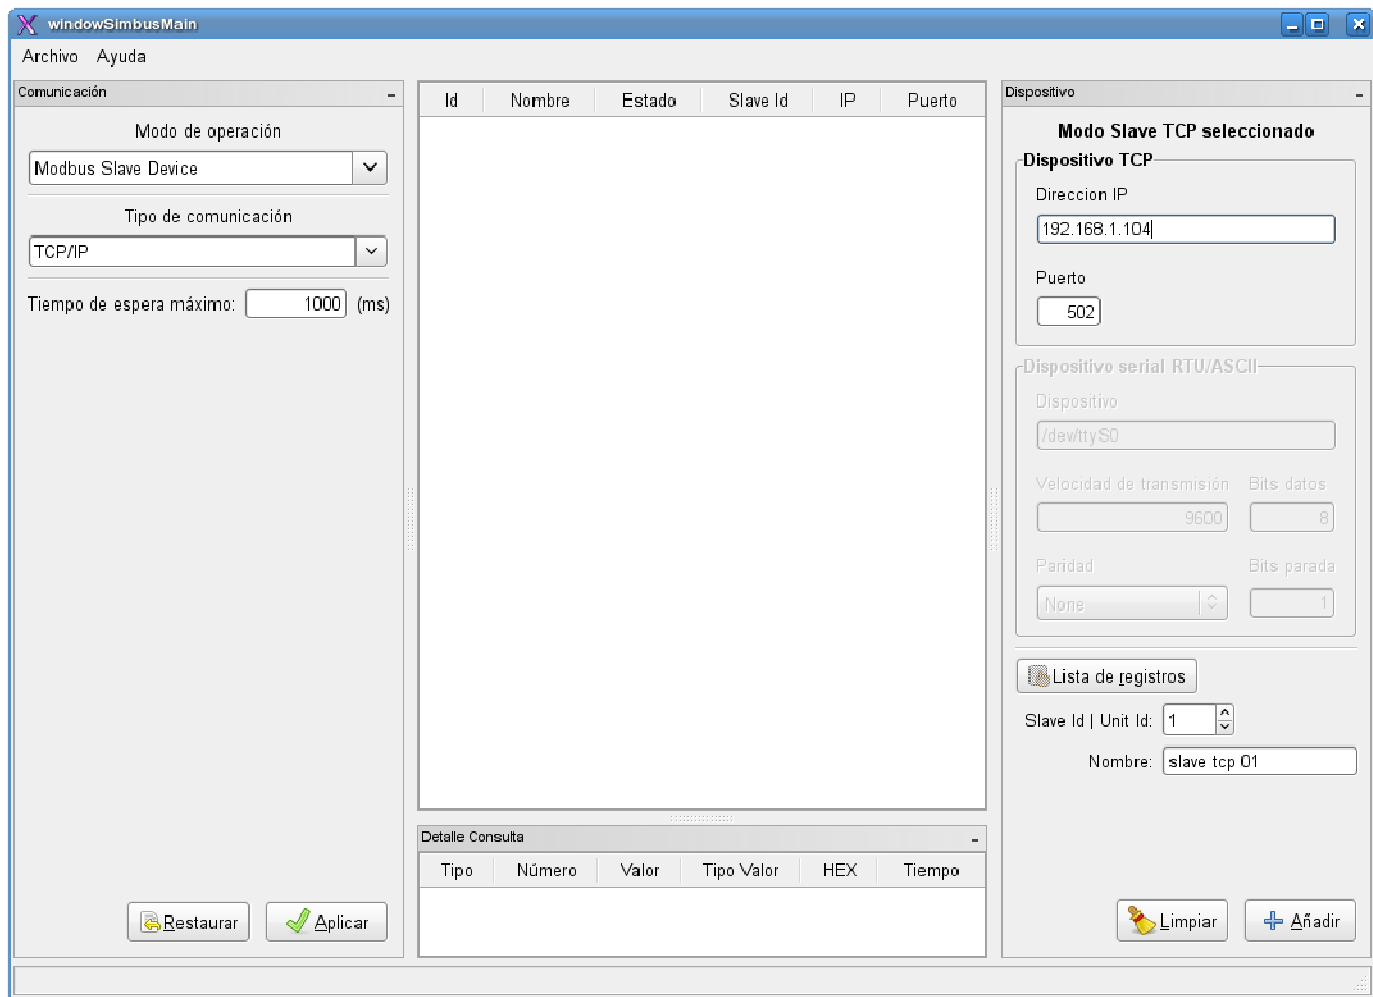 windowSimbusMain
Archivo Ayuda
Comunicación
Modo de operación
Modbus Slave Device
Tipo de comunicación
TCP/IP
Tiempo de espera máximo: 1000 (ms)
Restaurar Aplicar
Id Nombre Estado Slave Id IP Puerto
Detalle Consulta
Tipo Número Valor Tipo Valor HEX Tiempo
Dispositivo
Modo Slave TCP seleccionado
Dispositivo TCP
Direccion IP
192.168.1.104
Puerto
502
Dispositivo serial RTU/ASCII
Dispositivo
/dev/ttyS0
Velocidad de transmisión Bits datos
9600 8
Paridad Bits parada
None 1
Lista de registros
Slave Id | Unit Id: 1
Nombre: slave tcp 01
Limpiar Añadir